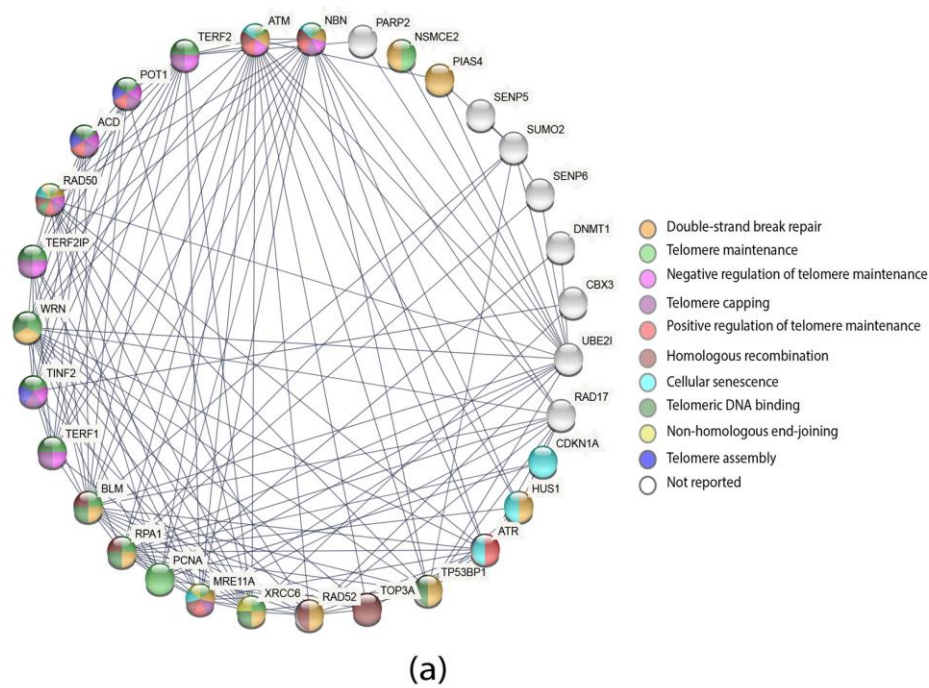 ATM
NBN
PARP2
NSMCE2
PIAS4
SENP5
SUMO2
SENP6
DNMT1
CBX3
UBE2I
RAD17
CDKN1A
HUS1
ATR
TP53BP1
TOP3A
RAD52
XRCC6
MRE11A
PCNA
RPA1
BLM
TERF1
TINF2
WRN
TERF2IP
RAD50
ACD
POT1
TERF2
Double-strand break repair
Telomere maintenance
Negative regulation of telomere maintenance
Telomere capping
Positive regulation of telomere maintenance
Homologous recombination
Cellular senescence
Telomeric DNA binding
Non-homologous end-joining
Telomere assembly
Not reported
(a)